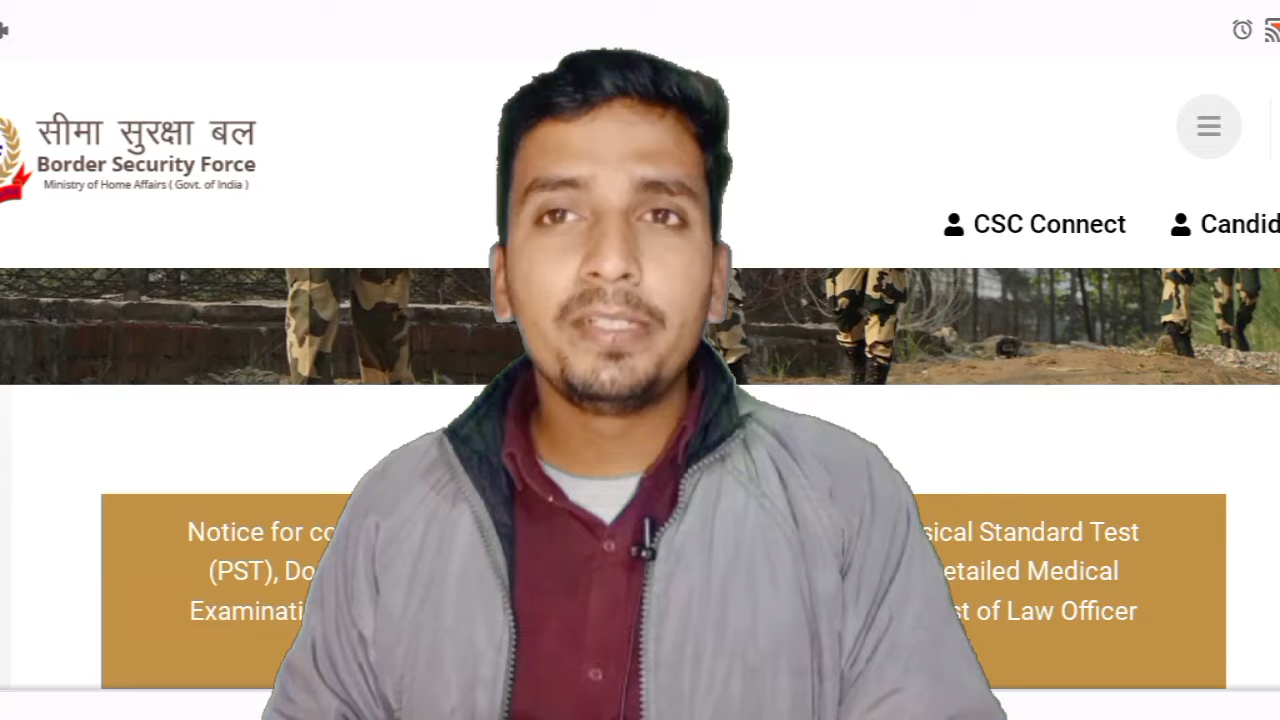 सीमा सुरक्षा बल
Border Security Force
Ministry of Home Affairs ( Govt. of India )
CSC Connect
Candid
Notice for co sical Standard Test
(PST), Do etailed Medical
Examinati st of Law Officer